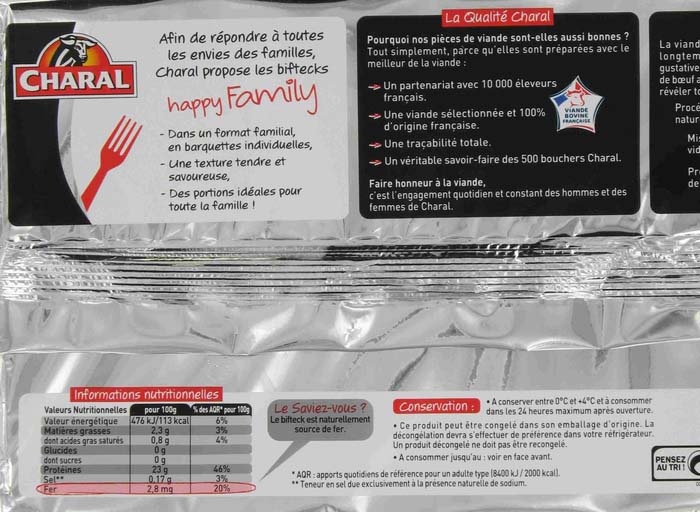 CHARAL
Afin de répondre à toutes
les envies des familles,
Charal propose les biftecks
happy Family
- Dans un format familial,
en barquettes individuelles,
- Une texture tendre et
savoureuse,
- Des portions idéales pour
toute la famille !
La Qualité Charal
Pourquoi nos pièces de viande sont-elles aussi bonnes ?
Tout simplement, parce qu'elles sont préparées avec le
meilleur de la viande :
Un partenariat avec 10 000 éleveurs
français.
Une viande sélectionnée et 100%
d'origine française.
Une traçabilité totale.
Un véritable savoir-faire des 500 bouchers Charal.
VIANDE
BOVINE
FRANÇAISE
Faire honneur à la viande,
c'est l'engagement quotidien et constant des hommes et des
femmes de Charal.
La
longtem
gustative
de bœuf
révéler
Informations nutritionnelles
Valeurs Nutritionnelles pour 100g % des AQR* pour 100g
Valeur énergétique 476 kJ/113 kcal 6%
Matières grasses 2,3 g 3%
dont acides gras saturés 0,8 g 4%
Glucides 0 g
dont sucres 0 g
Protéines 23 g 46%
Sel** 0,17 g 3%
Fer 2,8 mg 20%
Le Saviez-vous ?
Le bifteck est naturellement
source de fer.
Conservation :
• A conserver entre 0°C et +4°C et à consommer
dans les 24 heures maximum après ouverture.
• Ce produit peut être congelé dans son emballage d'origine. La
décongélation devra s'effectuer de préférence dans votre réfrigérateur.
Un produit décongelé ne doit pas être recongelé.
• A consommer jusqu'au : voir en face avant.
* AQR : apports quotidiens de référence pour un adulte type (8400 kJ / 2000 kcal).
** Teneur en sel due exclusivement à la présence naturelle de sodium.
PENSEZ
AU TRI !